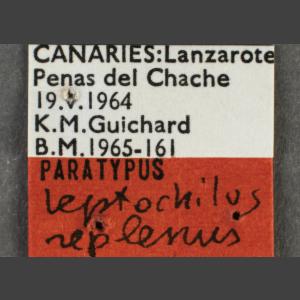 CANARIES:Lanzarote
Penas del Chache
19.v.1964
K.M.Guichard
B.M.1965-161
PARATYPUS
Leptochilus
replenus